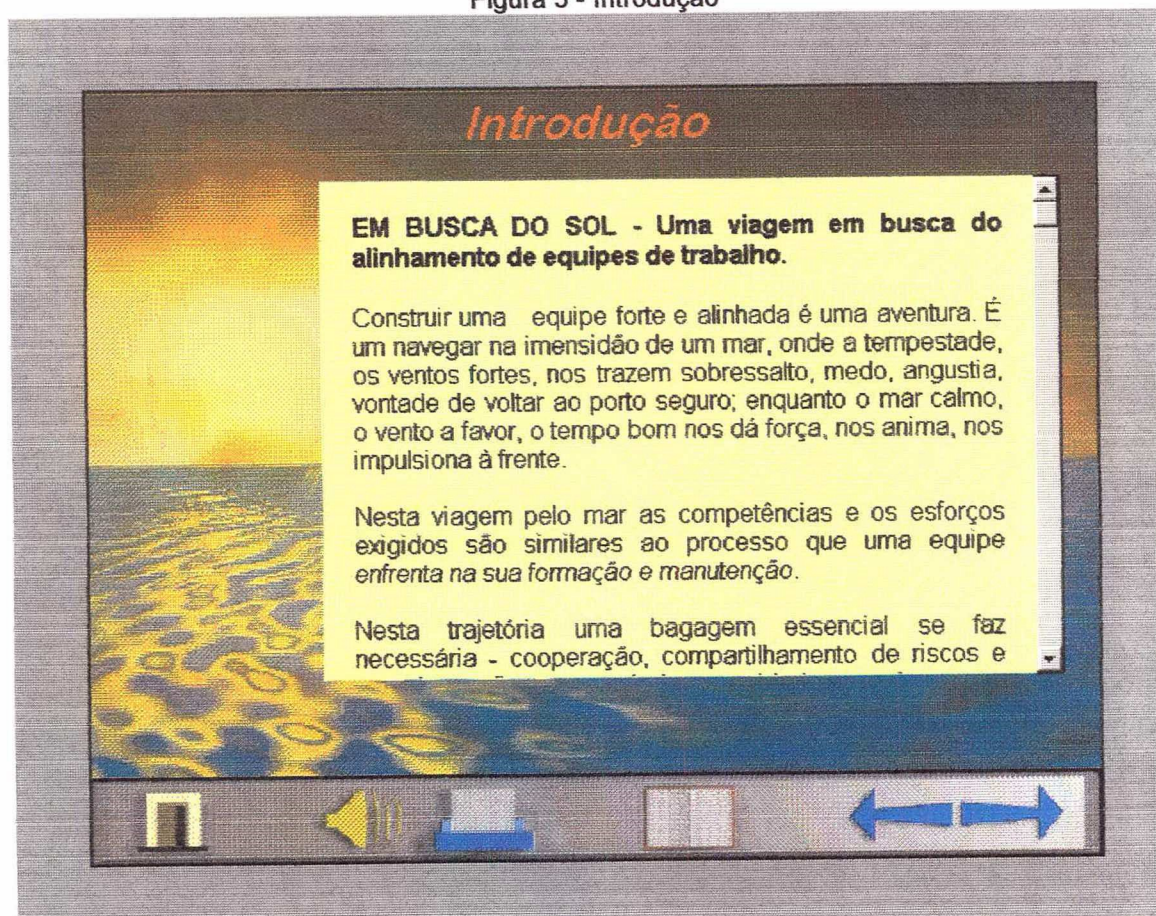 Figura 5 - Introdução
Introdução
EM BUSCA DO SOL - Uma viagem em busca do
alinhamento de equipes de trabalho.
Construir uma equipe forte e alinhada é uma aventura. É
um navegar na imensidão de um mar, onde a tempestade,
os ventos fortes, nos trazem sobressalto, medo, angustia,
vontade de voltar ao porto seguro; enquanto o mar calmo,
o vento a favor, o tempo bom nos dá força, nos anima, nos
impulsiona à frente.
Nesta viagem pelo mar as competências e os esforços
exigidos são similares ao processo que uma equipe
enfrenta na sua formação e manutenção.
Nesta trajetória uma bagagem essencial se faz
necessária - cooperação, compartilhamento de riscos e